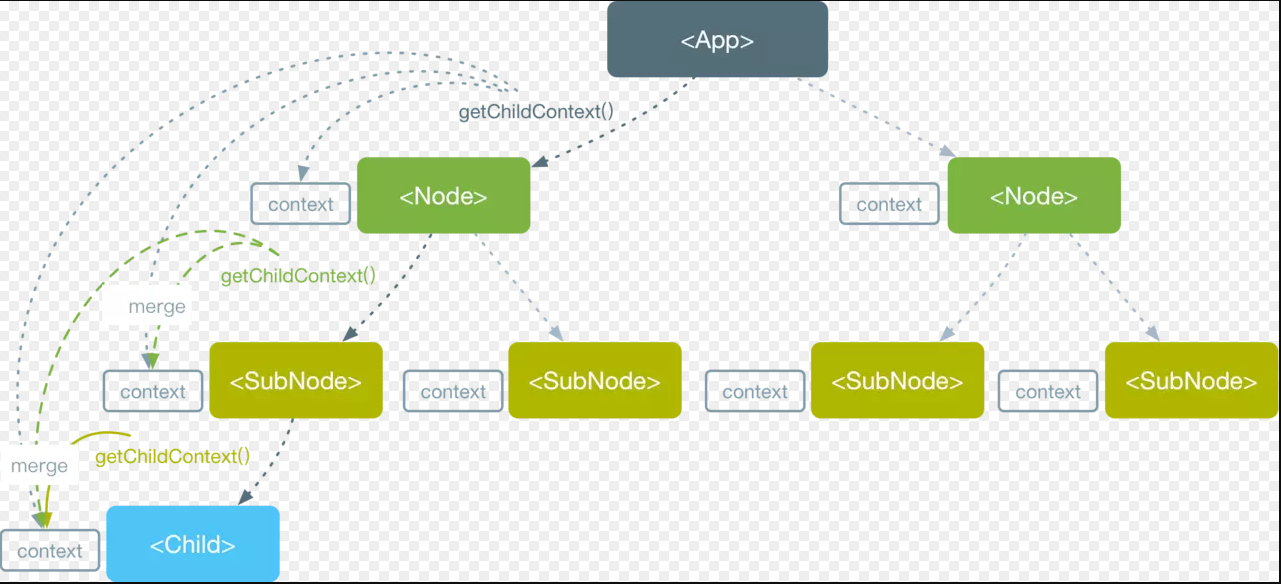 <App>
getChildContext()
context
<Node>
context
<Node>
getChildContext()
merge
context
<SubNode>
context
<SubNode>
context
<SubNode>
context
<SubNode>
merge
getChildContext()
context
<Child>